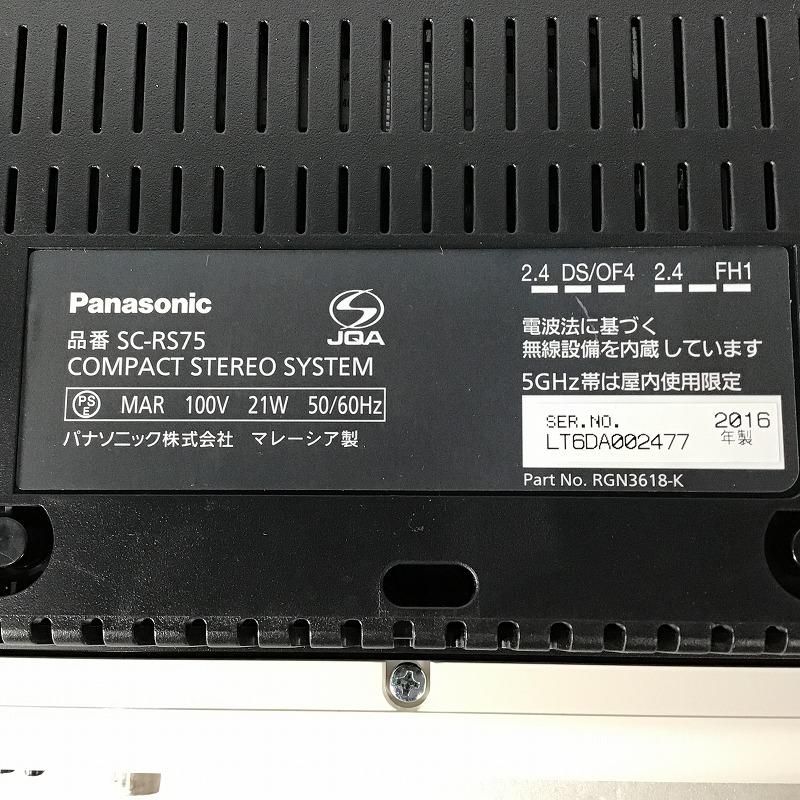 Panasonic
JQA
品番 SC-RS75
COMPACT STEREO SYSTEM
PSE MAR 100V 21W 50/60Hz
パナソニック株式会社 マレーシア製
2.4 DS/OF4 2.4 FH1
電波法に基づく
無線設備を内蔵しています
5GHz帯は屋内使用限定
SER.NO. 2016
LT6DA002477 年製
Part No. RGN3618-K